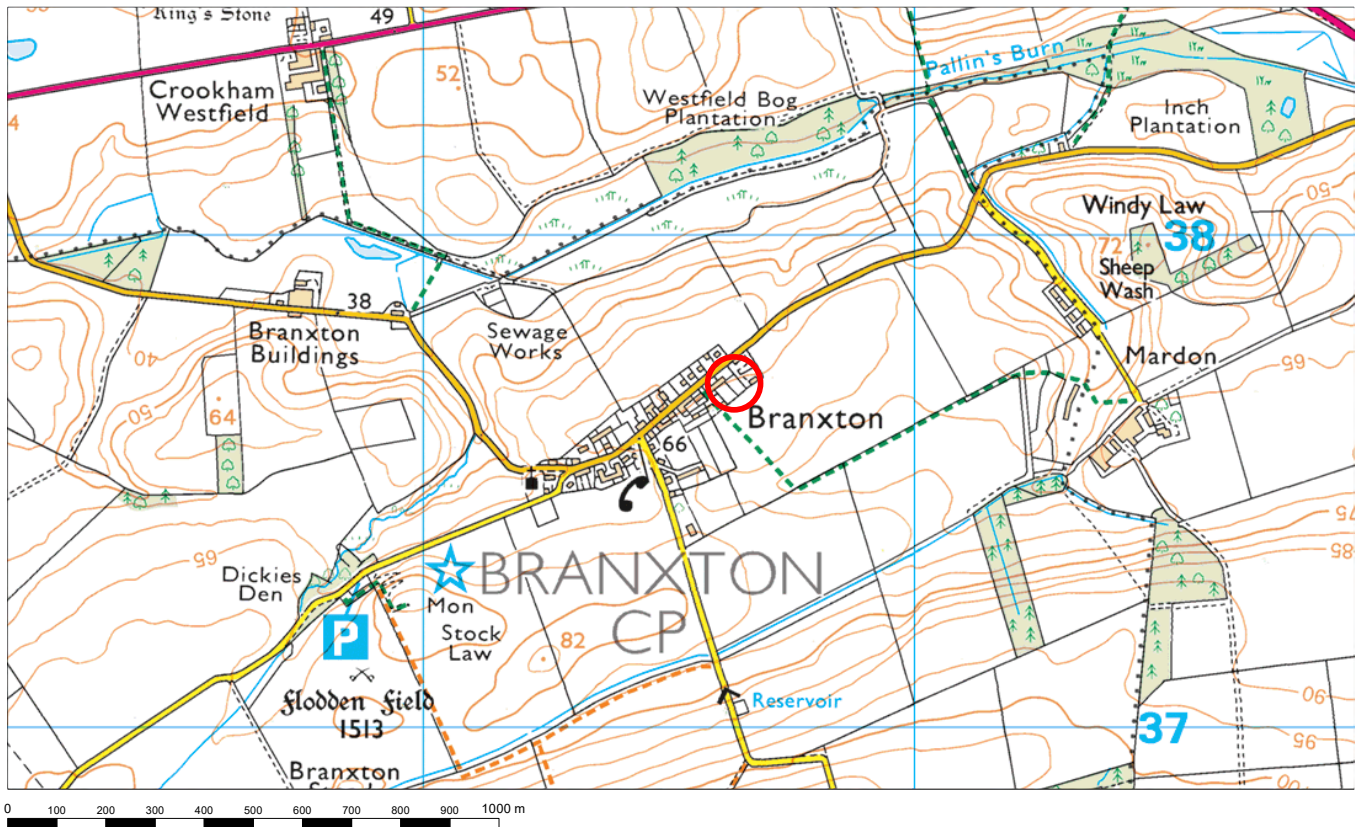 King's Stone
49
Crookham
Westfield
52
Pallin's Burn
Westfield Bog
Plantation
Inch
Plantation
4
50
Windy Law
72
38
Sheep
Wash
38
Branxton
Buildings
Sewage
Works
40
Mardon
65
50
64
Branxton
66
65
75
85
Dickies
Den
BRANXTON
CP
Mon
Stock
Law
82
P
Flodden Field
1513
Reservoir
90
37
95
Branxton
00
0 100 200 300 400 500 600 700 800 900 1000 m